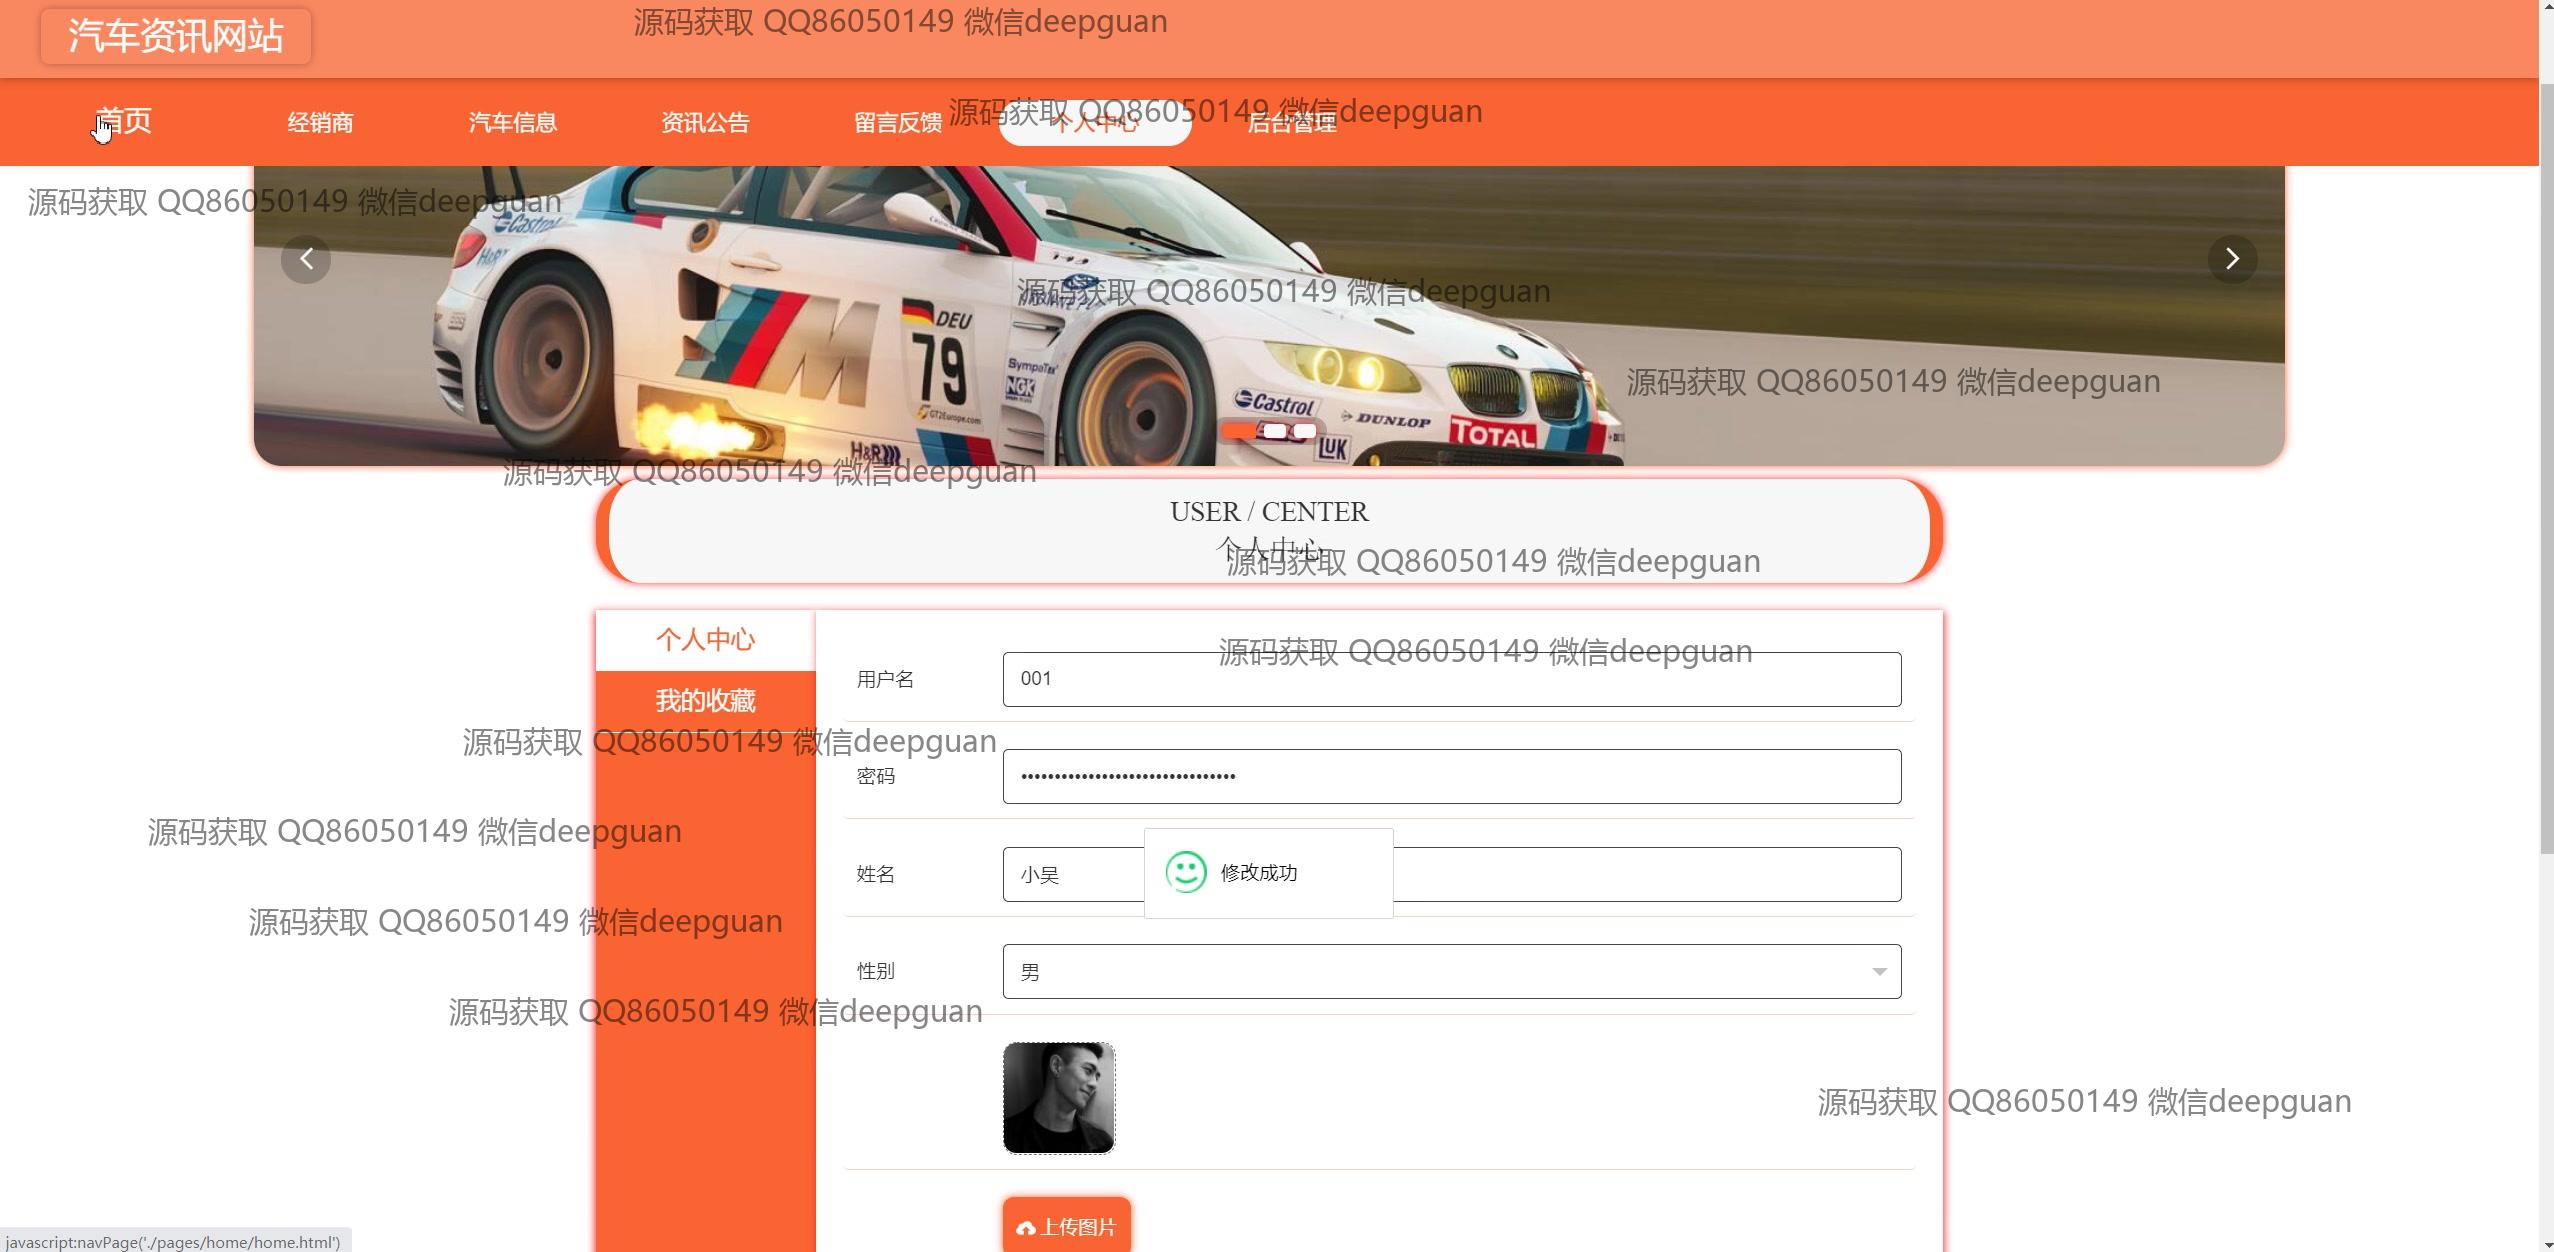 汽车资讯网站
源码获取 QQ86050149 微信deepguan
首页
经销商
汽车信息
资讯公告
留言反馈
个人中心
后台管理
源码获取 QQ86050149 微信deepguan
源码获取 QQ86050149 微信deepguan
Castrol
H&R
源码获取 QQ86050149 微信deepguan
DEU
79
M
SympaTex
NGK
GT2Europe.com
源码获取 QQ86050149 微信deepguan
Castrol
DUNLOP
TOTAL
LUK
H&R
源码获取 QQ86050149 微信deepguan
USER / CENTER
个人中心
源码获取 QQ86050149 微信deepguan
个人中心
我的收藏
源码获取 QQ86050149 微信deepguan
用户名
001
源码获取 QQ86050149 微信deepguan
密码
••••••••••••••••••••••••••••••••
源码获取 QQ86050149 微信deepguan
姓名
小吴
修改成功
源码获取 QQ86050149 微信deepguan
性别
男
源码获取 QQ86050149 微信deepguan
源码获取 QQ86050149 微信deepguan
上传图片
javascript:navPage('./pages/home/home.html')